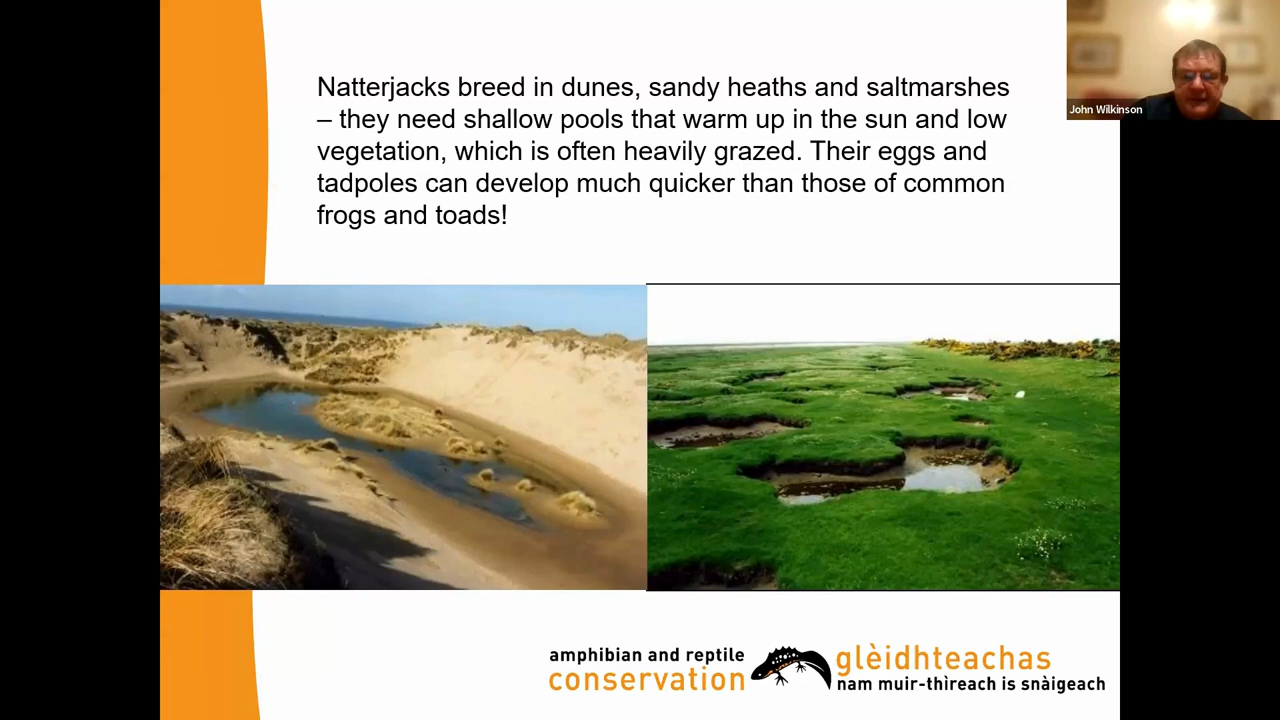 Natterjacks breed in dunes, sandy heaths and saltmarshes
– they need shallow pools that warm up in the sun and low
vegetation, which is often heavily grazed. Their eggs and
tadpoles can develop much quicker than those of common
frogs and toads!
John Wilkinson
amphibian and reptile
conservation
glèidhteachas
nam muir-thìreach is snàigeach